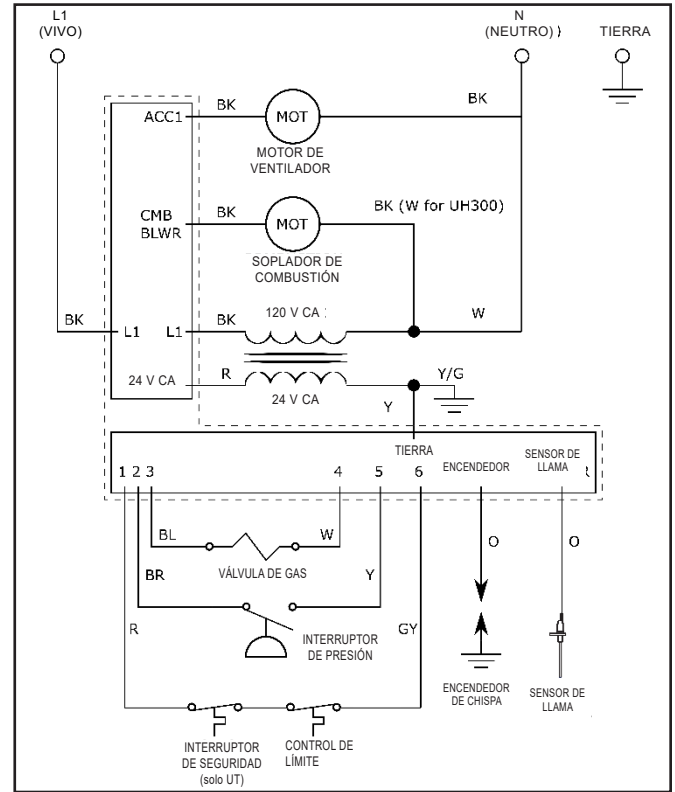 L1
(VIVO)
N
(NEUTRO)
TIERRA
ACC1
BK
MOT
BK
MOTOR DE
VENTILADOR
CMB
BLWR
BK
MOT
BK (W for UH300)
SOPLADOR DE
COMBUSTIÓN
BK
L1
L1
BK
120 V CA
W
24 V CA
R
24 V CA
Y/G
Y
TIERRA
ENCENDEDOR
SENSOR DE
LLAMA
1 2 3 4 5 6
BL
W
O
O
VÁLVULA DE GAS
BR
Y
R
INTERRUPTOR
DE PRESIÓN
GY
ENCENDEDOR
DE CHISPA
SENSOR DE
LLAMA
INTERRUPTOR
DE SEGURIDAD
(solo UT)
CONTROL DE
LÍMITE